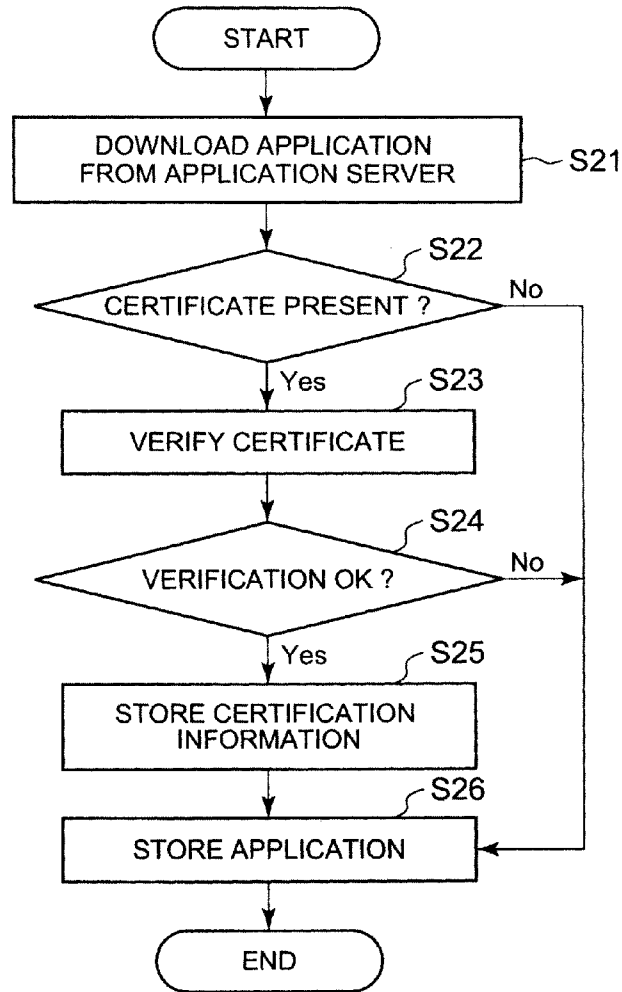 START
DOWNLOAD APPLICATION
FROM APPLICATION SERVER
S21
S22
CERTIFICATE PRESENT ?
No
Yes
S23
VERIFY CERTIFICATE
S24
VERIFICATION OK ?
No
Yes
S25
STORE CERTIFICATION
INFORMATION
S26
STORE APPLICATION
END